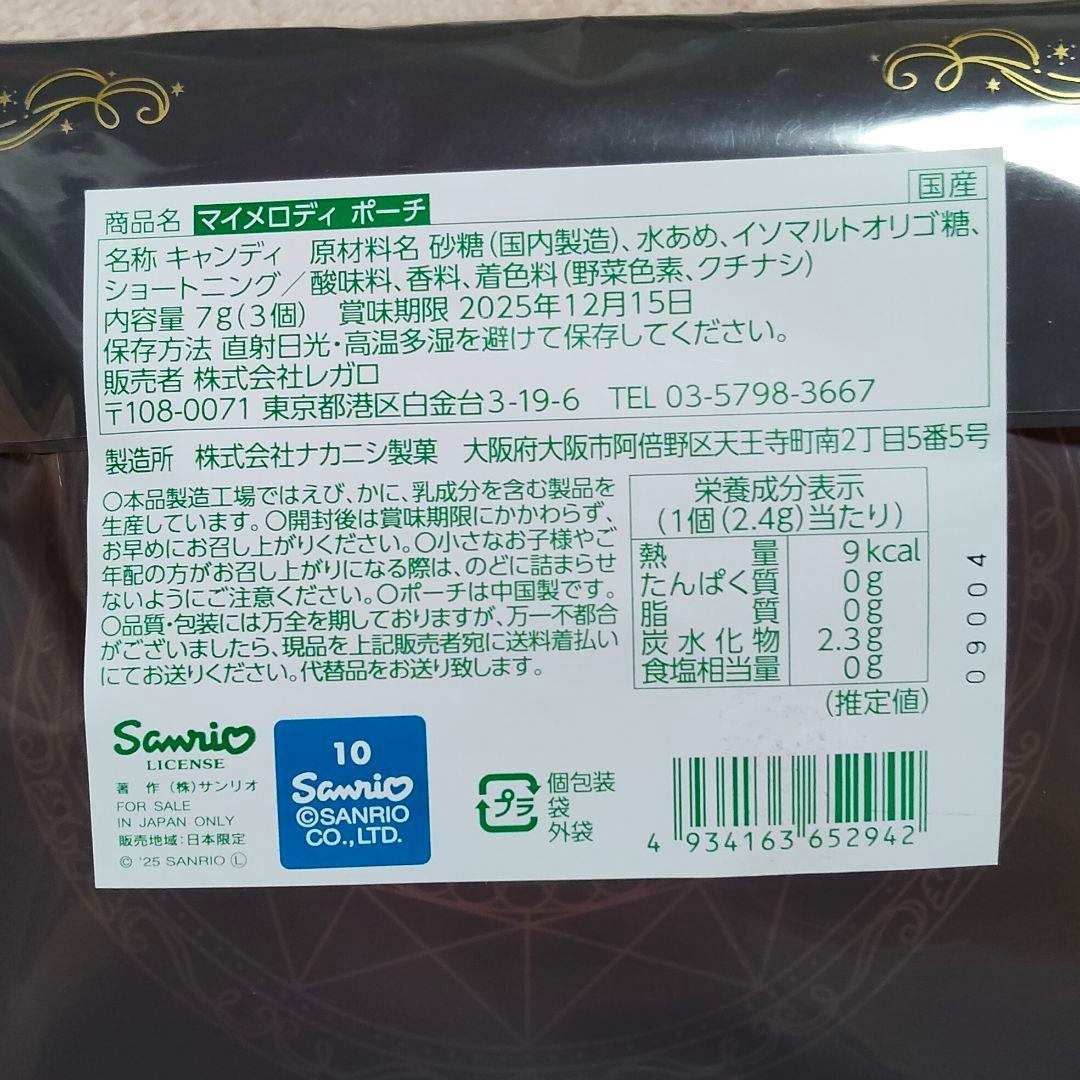 国産
商品名 マイメロディ ポーチ
名称 キャンディ 原材料名 砂糖(国内製造)、水あめ、イソマルトオリゴ糖、
ショートニング/酸味料、香料、着色料(野菜色素、クチナシ)
内容量 7g(3個) 賞味期限 2025年12月15日
保存方法 直射日光・高温多湿を避けて保存してください。
販売者 株式会社レガロ
〒108-0071 東京都港区白金台3-19-6 TEL 03-5798-3667
製造所 株式会社ナカニシ製菓 大阪府大阪市阿倍野区天王寺町南2丁目5番5号
○本品製造工場ではえび、かに、乳成分を含む製品を
生産しています。○開封後は賞味期限にかかわらず、
お早めにお召し上がりください。○小さなお子様やご
年配の方がお召し上がりになる際は、のどに詰まらせ
ないようにご注意ください。○ポーチは中国製です。
○品質・包装には万全を期しておりますが、万一不都合
がございましたら、現品を上記販売者宛に送料着払い
にてお送りください。代替品をお送り致します。
栄養成分表示
(1個(2.4g)当たり)
熱量 9kcal
たんぱく質 0g
脂質 0g
炭水化物 2.3g
食塩相当量 0g
(推定値)
09004
Sanrio
LICENSE
著 作 (株)サンリオ
FOR SALE
IN JAPAN ONLY
販売地域:日本限定
© '25 SANRIO Ⓛ
10
Sanrio
©SANRIO
CO.,LTD.
プラ
個包装
袋
外袋
4 934163 652942